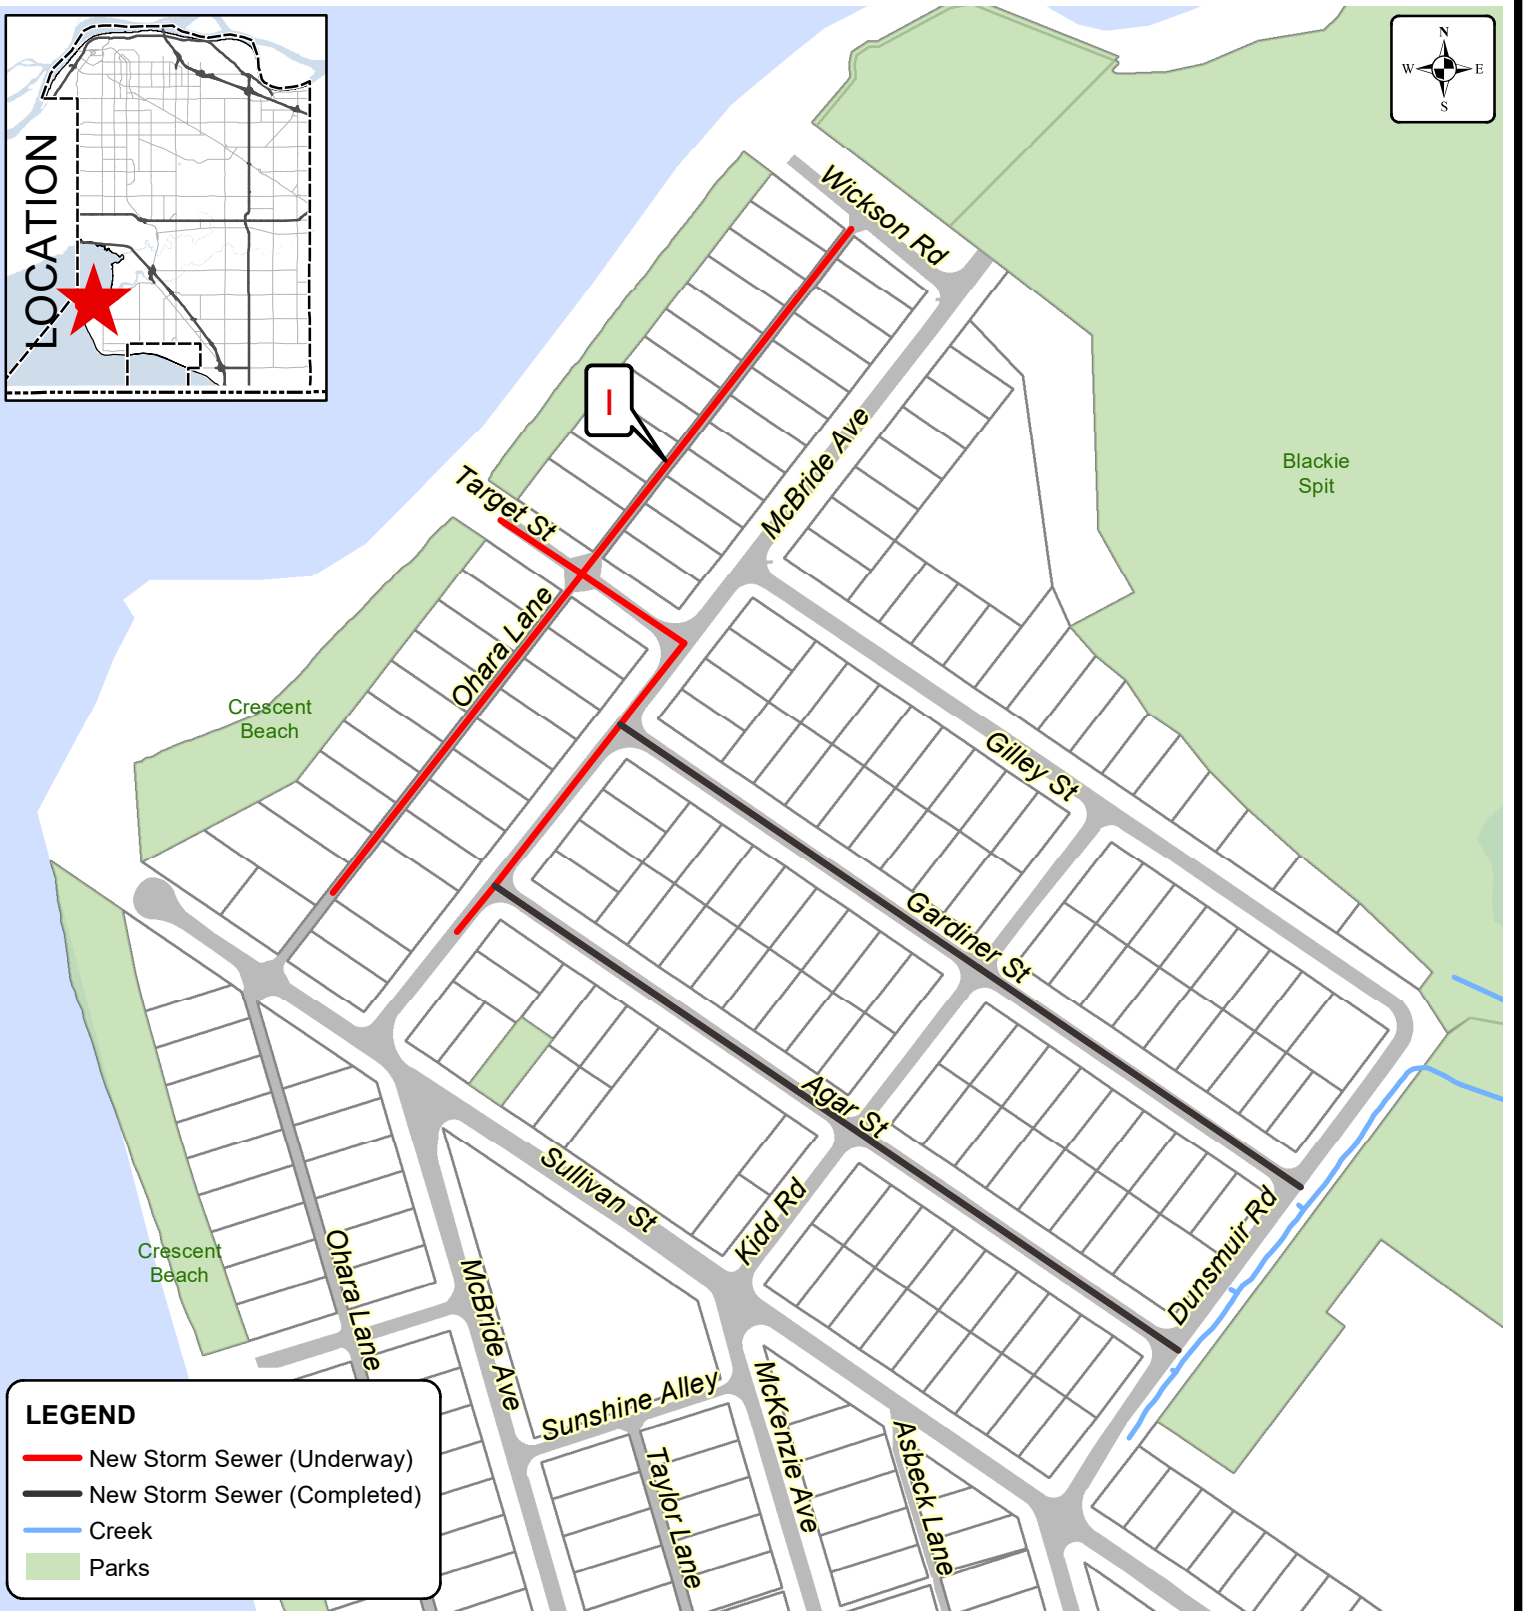 LOCATION
N
W
E
S
Wickson Rd
I
McBride Ave
Blackie
Spit
Target St
Ohara Lane
Crescent
Beach
Gilley St
Gardiner St
Agar St
Sullivan St
Kidd Rd
Dunsmuir Rd
Crescent
Beach
Ohara Lane
McBride Ave
Sunshine Alley
McKenzie Ave
Taylor Lane
Asbeck Lane
LEGEND
New Storm Sewer (Underway)
New Storm Sewer (Completed)
Creek
Parks